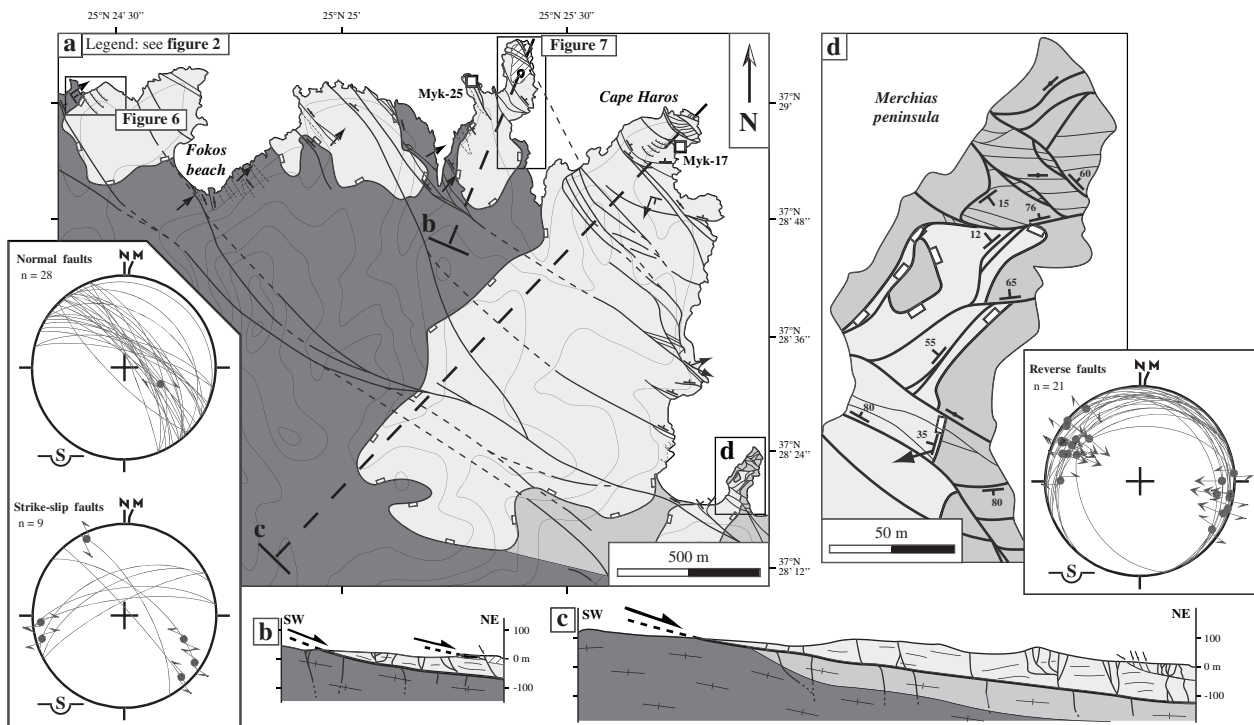 25°N 24' 30''
25°N 25'
25°N 25' 30''
a
Legend: see figure 2
Figure 7
Myk-25
Cape Haros
N
37°N
29'
Figure 6
Fokos
beach
Myk-17
37°N
28' 48''
b
37°N
28' 36''
37°N
28' 24''
d
c
500 m
37°N
28' 12''
Normal faults
n = 28
N M
S
Strike-slip faults
n = 9
N M
S
d
Merchias
peninsula
60
15
76
12
65
55
80
35
80
50 m
Reverse faults
n = 21
N M
S
b
SW
NE
100
0 m
-100
c
SW
NE
100
0 m
-100